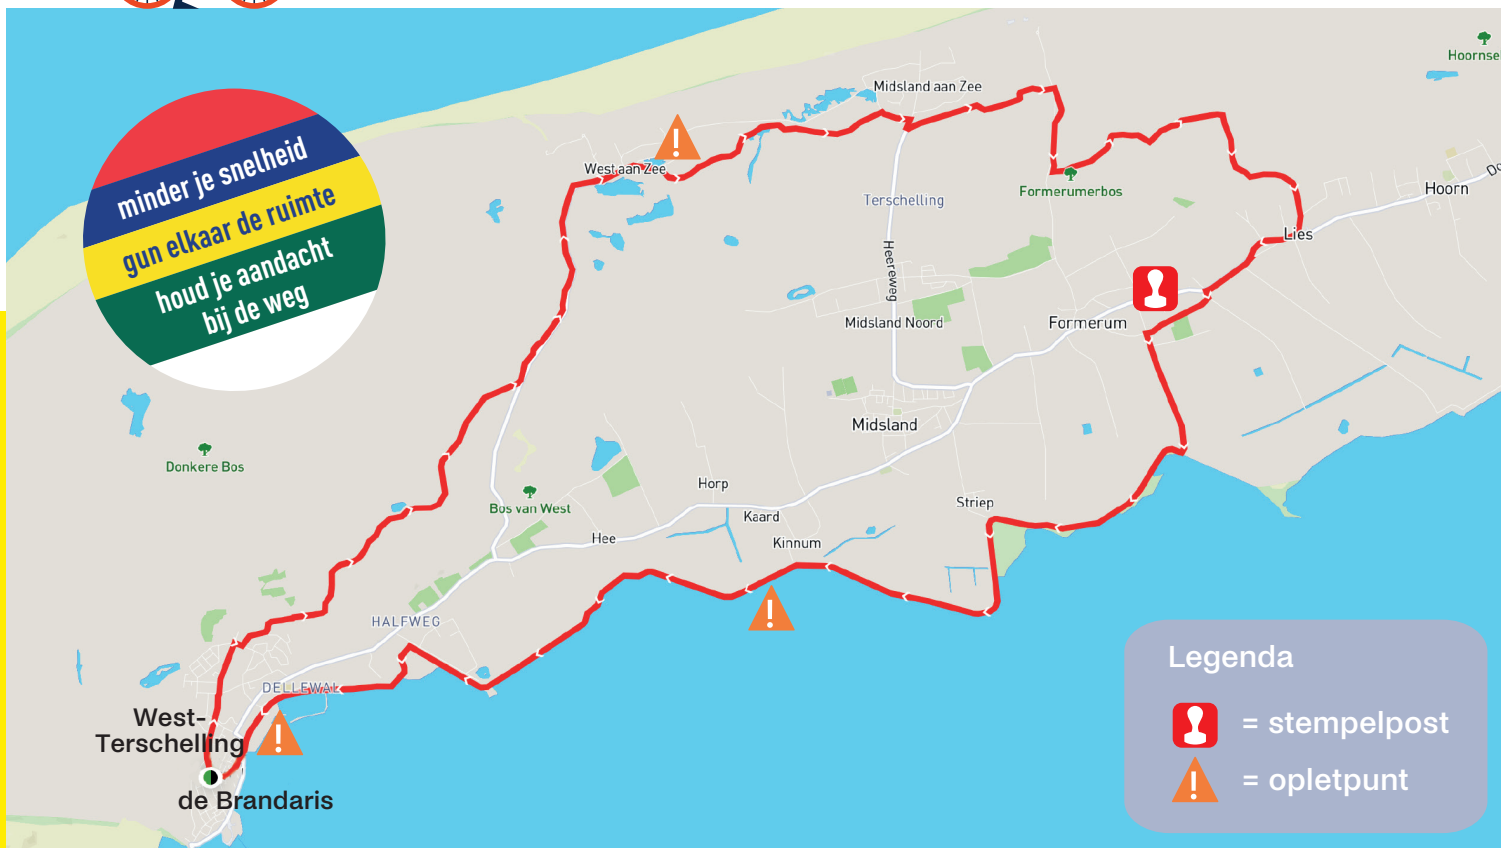 minder je snelheid
gun elkaar de ruimte
houd je aandacht
bij de weg
Midsland aan Zee
West aan Zee
Terschelling
Formerumerbos
Hoorn
Lies
Heereweg
Midsland Noord
Formerum
Midsland
Donkere Bos
Bos van West
Horp
Kaard
Kinnum
Striep
Hee
HALFWEG
DELLEWAL
West-
Terschelling
de Brandaris
Legenda
= stempelpost
= opletpunt